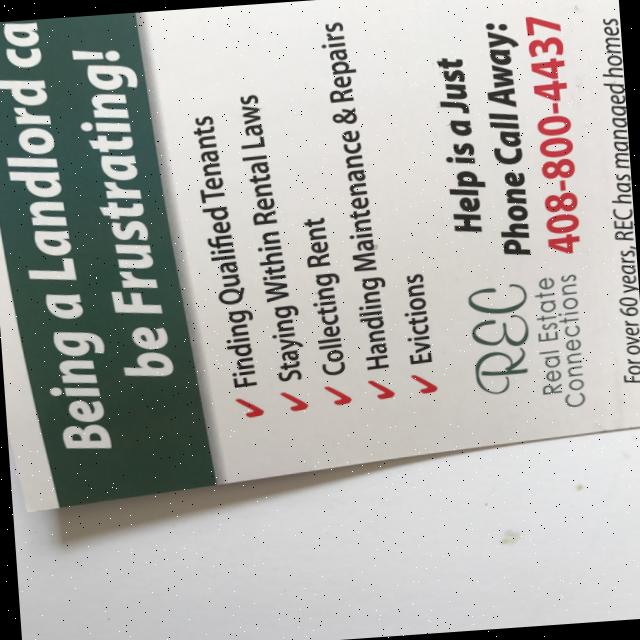 Being a Landlord ca
be Frustrating!
✓ Finding Qualified Tenants
✓ Staying Within Rental Laws
✓ Collecting Rent
✓ Handling Maintenance & Repairs
✓ Evictions
REC
Real Estate
Connections
Help is a Just
Phone Call Away:
408-800-4437
For over 60 years, REC has managed homes